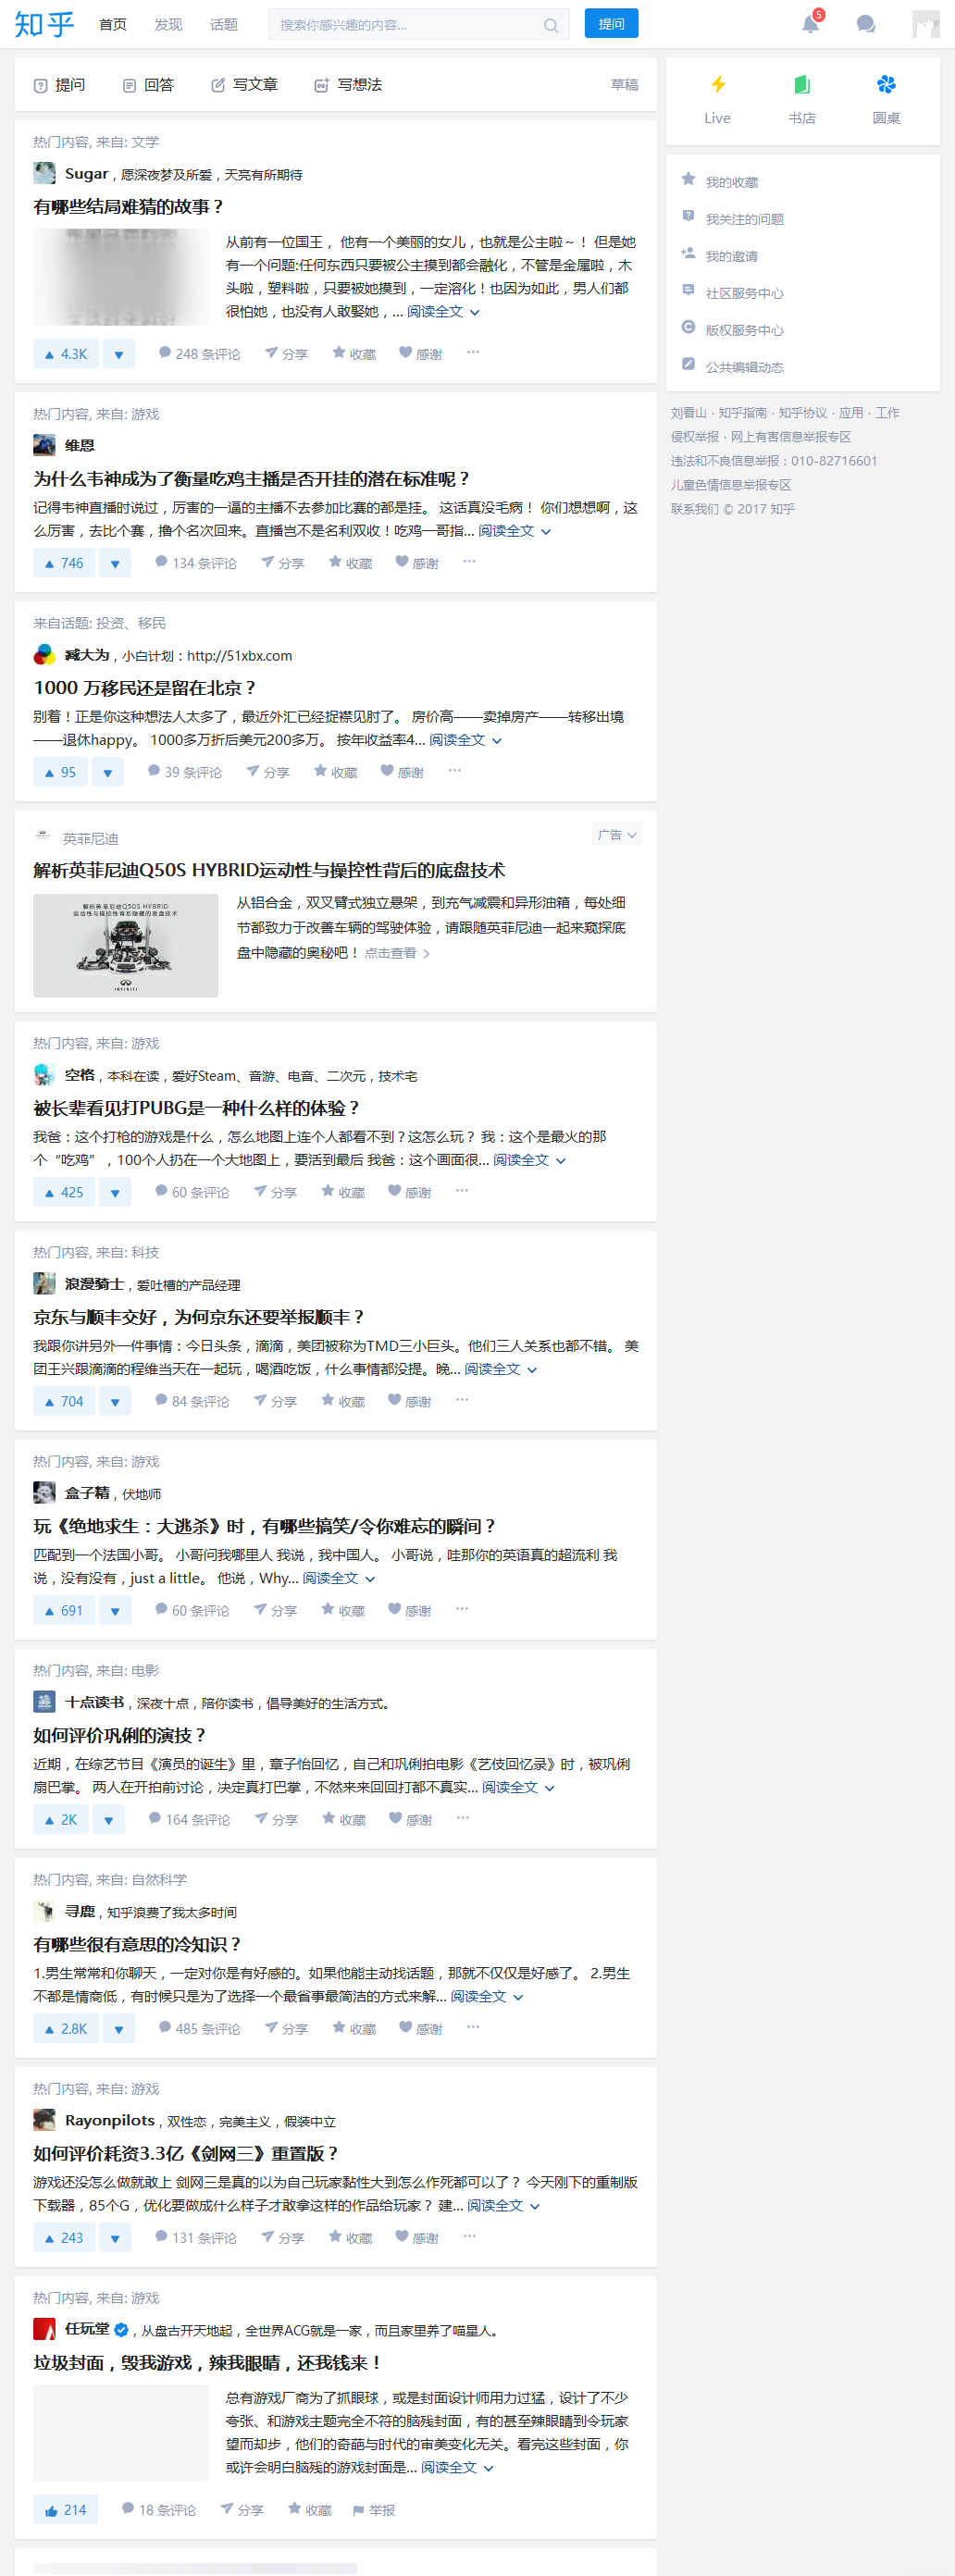 知乎 首页 发现 话题 搜索你感兴趣的内容... 提问 5
提问 回答 写文章 写想法 草稿
热门内容, 来自: 文学
Sugar，愿深夜梦及所爱，天亮有所期待
有哪些结局难猜的故事？
从前有一位国王， 他有一个美丽的女儿，也就是公主啦～！ 但是她
有一个问题:任何东西只要被公主摸到都会融化，不管是金属啦，木
头啦，塑料啦，只要被她摸到，一定溶化！也因为如此，男人们都
很怕她，也没有人敢娶她，... 阅读全文
4.3K 248 条评论 分享 收藏 感谢 ···
热门内容, 来自: 游戏
维恩
为什么韦神成为了衡量吃鸡主播是否开挂的潜在标准呢？
记得韦神直播时说过，厉害的一逼的主播不去参加比赛的都是挂。 这话真没毛病！ 你们想想啊，这
么厉害，去比个赛，撸个名次回来。直播岂不是名利双收！吃鸡一哥指... 阅读全文
746 134 条评论 分享 收藏 感谢 ···
来自话题: 投资、移民
臧大为，小白计划：http://51xbx.com
1000 万移民还是留在北京？
别着！正是你这种想法人太多了，最近外汇已经捉襟见肘了。 房价高——卖掉房产——转移出境
——退休happy。 1000多万折后美元200多万。 按年收益率4... 阅读全文
95 39 条评论 分享 收藏 感谢 ···
英菲尼迪 广告
解析英菲尼迪Q50S HYBRID运动性与操控性背后的底盘技术
解析英菲尼迪Q50S HYBRID
运动性与操控性背后隐藏的底盘技术
INFINITI
从铝合金，双叉臂式独立悬架，到充气减震和异形油箱，每处细
节都致力于改善车辆的驾驶体验，请跟随英菲尼迪一起来窥探底
盘中隐藏的奥秘吧！ 点击查看
热门内容, 来自: 游戏
空格，本科在读，爱好Steam、音游、电音、二次元，技术宅
被长辈看见打PUBG是一种什么样的体验？
我爸：这个打枪的游戏是什么，怎么地图上连个人都看不到？这怎么玩？ 我：这个是最火的那
个“吃鸡”，100个人扔在一个大地图上，要活到最后 我爸：这个画面很... 阅读全文
425 60 条评论 分享 收藏 感谢 ···
热门内容, 来自: 科技
浪漫骑士，爱吐槽的产品经理
京东与顺丰交好，为何京东还要举报顺丰？
我跟你讲另外一件事情：今日头条，滴滴，美团被称为TMD三小巨头。他们三人关系也都不错。 美
团王兴跟滴滴的程维当天在一起玩，喝酒吃饭，什么事情都没提。晚... 阅读全文
704 84 条评论 分享 收藏 感谢 ···
热门内容, 来自: 游戏
盒子精，伏地师
玩《绝地求生：大逃杀》时，有哪些搞笑/令你难忘的瞬间？
匹配到一个法国小哥。 小哥问我哪里人 我说，我中国人。 小哥说，哇那你的英语真的超流利 我
说，没有没有，just a little。 他说，Why... 阅读全文
691 60 条评论 分享 收藏 感谢 ···
热门内容, 来自: 电影
十点读书，深夜十点，陪你读书，倡导美好的生活方式。
如何评价巩俐的演技？
近期，在综艺节目《演员的诞生》里，章子怡回忆，自己和巩俐拍电影《艺伎回忆录》时，被巩俐
扇巴掌。 两人在开拍前讨论，决定真打巴掌，不然来来回回打都不真实... 阅读全文
2K 164 条评论 分享 收藏 感谢 ···
热门内容, 来自: 自然科学
寻鹿，知乎浪费了我太多时间
有哪些很有意思的冷知识？
1.男生常常和你聊天，一定对你是有好感的。如果他能主动找话题，那就不仅仅是好感了。 2.男生
不都是情商低，有时候只是为了选择一个最省事最简洁的方式来解... 阅读全文
2.8K 485 条评论 分享 收藏 感谢 ···
热门内容, 来自: 游戏
Rayonpilots，双性恋，完美主义，假装中立
如何评价耗资3.3亿《剑网三》重置版？
游戏还没怎么做就敢上 剑网三是真的以为自己玩家黏性大到怎么作死都可以了？ 今天刚下的重制版
下载器，85个G，优化要做成什么样子才敢拿这样的作品给玩家？ 建... 阅读全文
243 131 条评论 分享 收藏 感谢 ···
热门内容, 来自: 游戏
任玩堂，从盘古开天地起，全世界ACG就是一家，而且家里养了喵星人。
垃圾封面，毁我游戏，辣我眼睛，还我钱来！
总有游戏厂商为了抓眼球，或是封面设计师用力过猛，设计了不少
夸张、和游戏主题完全不符的脑残封面，有的甚至辣眼睛到令玩家
望而却步，他们的奇葩与时代的审美变化无关。看完这些封面，你
或许会明白脑残的游戏封面是... 阅读全文
214 18 条评论 分享 收藏 举报
Live 书店 圆桌
我的收藏
我关注的问题
我的邀请
社区服务中心
版权服务中心
公共编辑动态
刘看山 · 知乎指南 · 知乎协议 · 应用 · 工作
侵权举报 · 网上有害信息举报专区
违法和不良信息举报：010-82716601
儿童色情信息举报专区
联系我们 © 2017 知乎